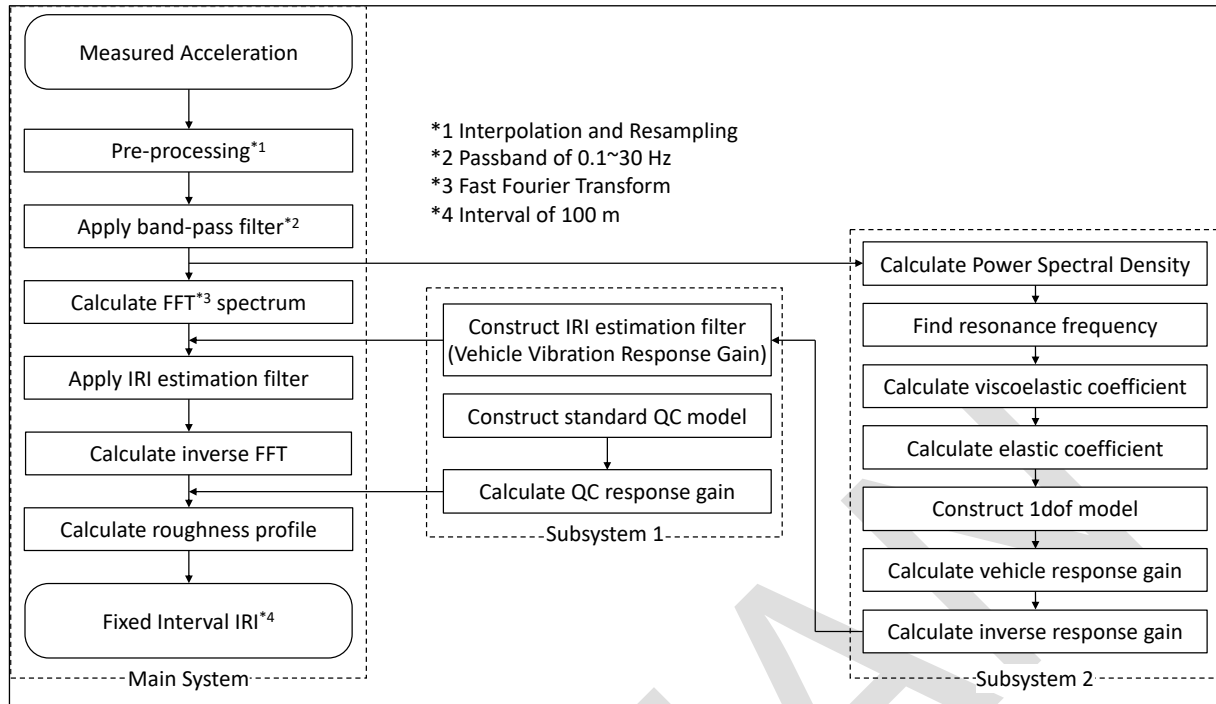 Measured Acceleration
Pre-processing*1
Apply band-pass filter*2
Calculate FFT*3 spectrum
Apply IRI estimation filter
Calculate inverse FFT
Calculate roughness profile
Fixed Interval IRI*4
Main System
*1 Interpolation and Resampling
*2 Passband of 0.1~30 Hz
*3 Fast Fourier Transform
*4 Interval of 100 m
Construct IRI estimation filter
(Vehicle Vibration Response Gain)
Construct standard QC model
Calculate QC response gain
Subsystem 1
Calculate Power Spectral Density
Find resonance frequency
Calculate viscoelastic coefficient
Calculate elastic coefficient
Construct 1dof model
Calculate vehicle response gain
Calculate inverse response gain
Subsystem 2